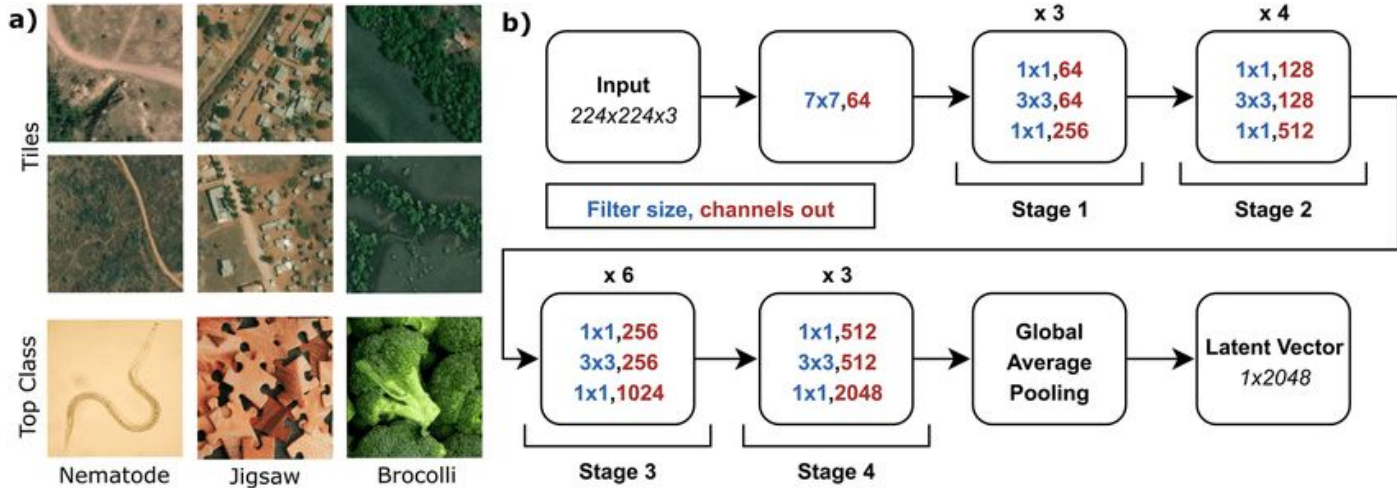 a)
Tiles
Top Class
Nematode
Jigsaw
Brocolli
b)
Input
224x224x3
7x7,64
x 3
1x1,64
3x3,64
1x1,256
Stage 1
x 4
1x1,128
3x3,128
1x1,512
Stage 2
Filter size, channels out
x 6
1x1,256
3x3,256
1x1,1024
Stage 3
x 3
1x1,512
3x3,512
1x1,2048
Stage 4
Global
Average
Pooling
Latent Vector
1x2048